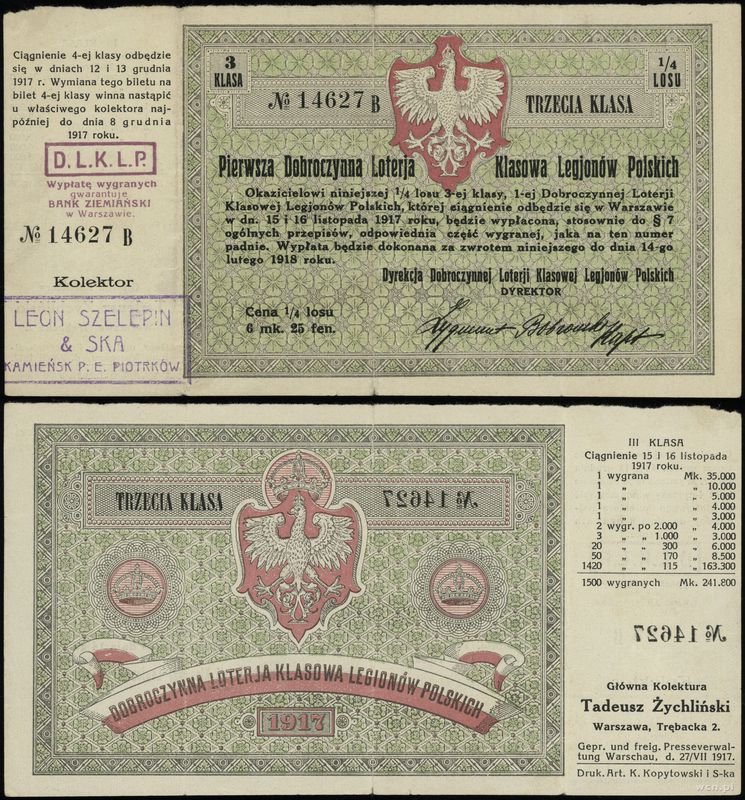 Ciągnienie 4-ej klasy odbędzie
się w dniach 12 i 13 grudnia
1917 r. Wymiana tego biletu na
bilet 4-ej klasy winna nastąpić
u właściwego kolektora naj-
później do dnia 8 grudnia
1917 roku.
D.L.K.L.P.
Wypłatę wygranych
gwarantuje
BANK ZIEMIAŃSKI
w Warszawie.
№ 14627 B
Kolektor
LEON SZELEPIN
& SKA
KAMIEŃSK P. E. PIOTRKÓW
3
KLASA
1/4
LOSU
№ 14627 B
TRZECIA KLASA
Pierwsza Dobroczynna Loterja Klasowa Legjonów Polskich
Okazicielowi niniejszej 1/4 losu 3-ej klasy, 1-ej Dobroczynnej Loterji
Klasowej Legjonów Polskich, której ciągnienie odbędzie się w Warszawie
w dn. 15 i 16 listopada 1917 roku, będzie wypłacona, stosownie do § 7
ogólnych przepisów, odpowiednia część wygranej, jaka na ten numer
padnie. Wypłata będzie dokonana za zwrotem niniejszego do dnia 14-go
lutego 1918 roku.
Dyrekcja Dobroczynnej Loterji Klasowej Legjonów Polskich
DYREKTOR
Cena 1/4 losu
6 mk. 25 fen.
Zygmunt Bobrowski Kapt
TRZECIA KLASA
№ 14627
DOBROCZYNNA LOTERJA KLASOWA LEGJONÓW POLSKICH
1917
III KLASA
Ciągnienie 15 i 16 listopada
1917 roku.
1 wygrana Mk. 35.000
1 „ „ 10.000
1 „ „ 5.000
1 „ „ 4.000
1 „ „ 3.000
2 wygr. po 2.000 „ 4.000
3 „ „ 1.000 „ 3.000
20 „ „ 300 „ 6.000
50 „ „ 170 „ 8.500
1420 „ „ 115 „ 163.300
1500 wygranych Mk. 241.800
№ 14627
Główna Kolektura
Tadeusz Żychliński
Warszawa, Trębacka 2.
Gepr. und freig. Presseverwal-
tung Warschau, d. 27/VII 1917.
Druk. Art. K. Kopytowski i S-ka
wcn.pl